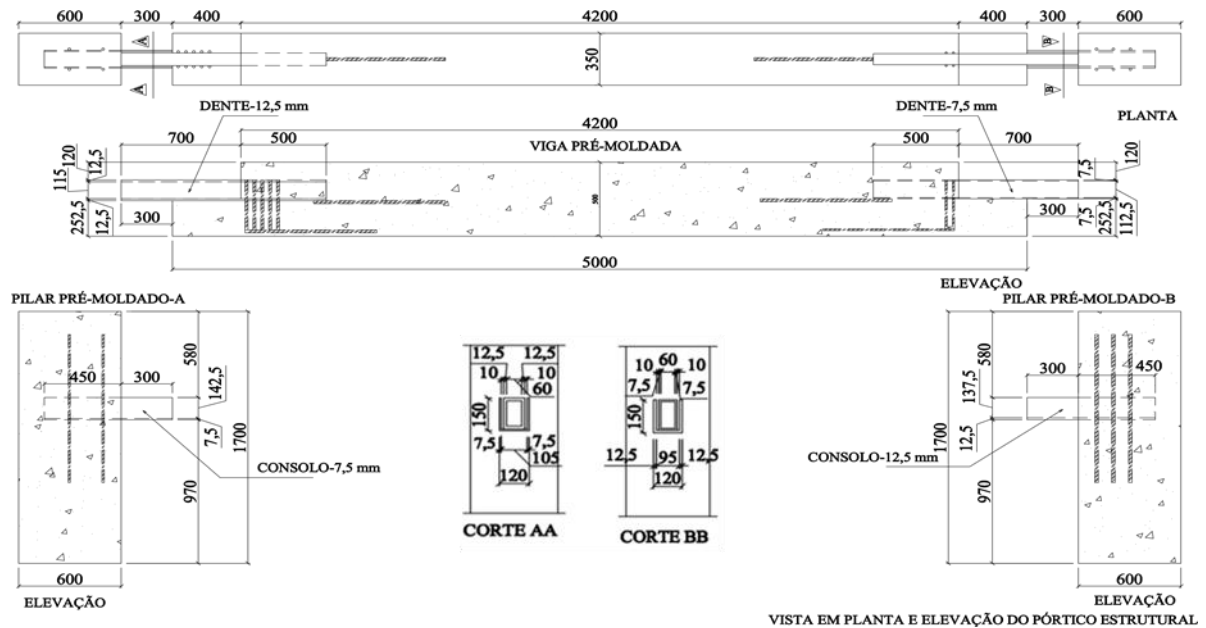 600 300 400 4200 400 300 600
A B
350
A B
DENTE-12,5 mm DENTE-7,5 mm PLANTA
4200
700 500 VIGA PRÉ-MOLDADA 500 700
120 12,5 7,5 120
115
252,5 12,5 300 300 7,5 252,5 112,5
5000
ELEVAÇÃO
PILAR PRÉ-MOLDADO-A PILAR PRÉ-MOLDADO-B
580 580
12,5 12,5 60
10 10 10 10
60 7,5 7,5
450 300 142,5 300 450 137,5
150 150
7,5 1700 1700 12,5
7,5 7,5 12,5 95 12,5
105
CONSOLO-7,5 mm CONSOLO-12,5 mm
120 120
970 970
CORTE AA CORTE BB
600 600
ELEVAÇÃO ELEVAÇÃO
VISTA EM PLANTA E ELEVAÇÃO DO PÓRTICO ESTRUTURAL